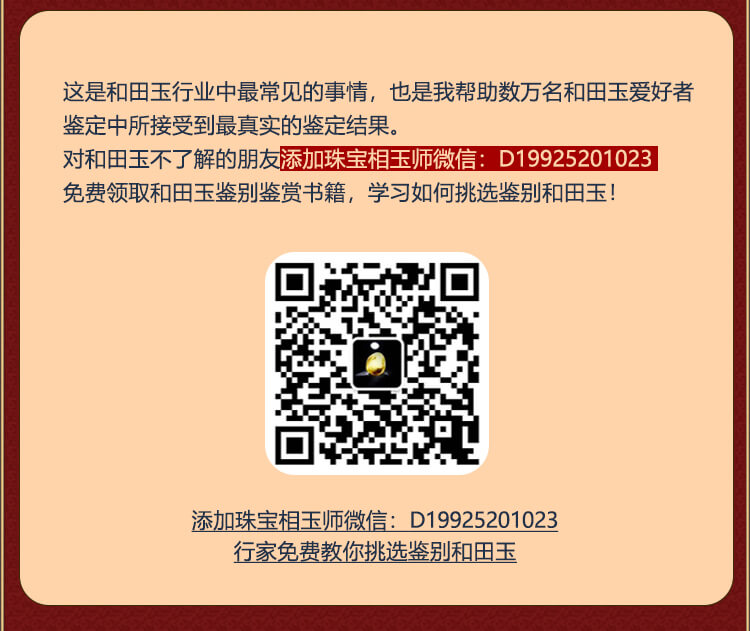 这是和田玉行业中最常见的事情，也是我帮助数万名和田玉爱好者
鉴定中所接受到最真实的鉴定结果。
对和田玉不了解的朋友添加珠宝相玉师微信：D19925201023
免费领取和田玉鉴别鉴赏书籍，学习如何挑选鉴别和田玉！
添加珠宝相玉师微信：D19925201023
行家免费教你挑选鉴别和田玉